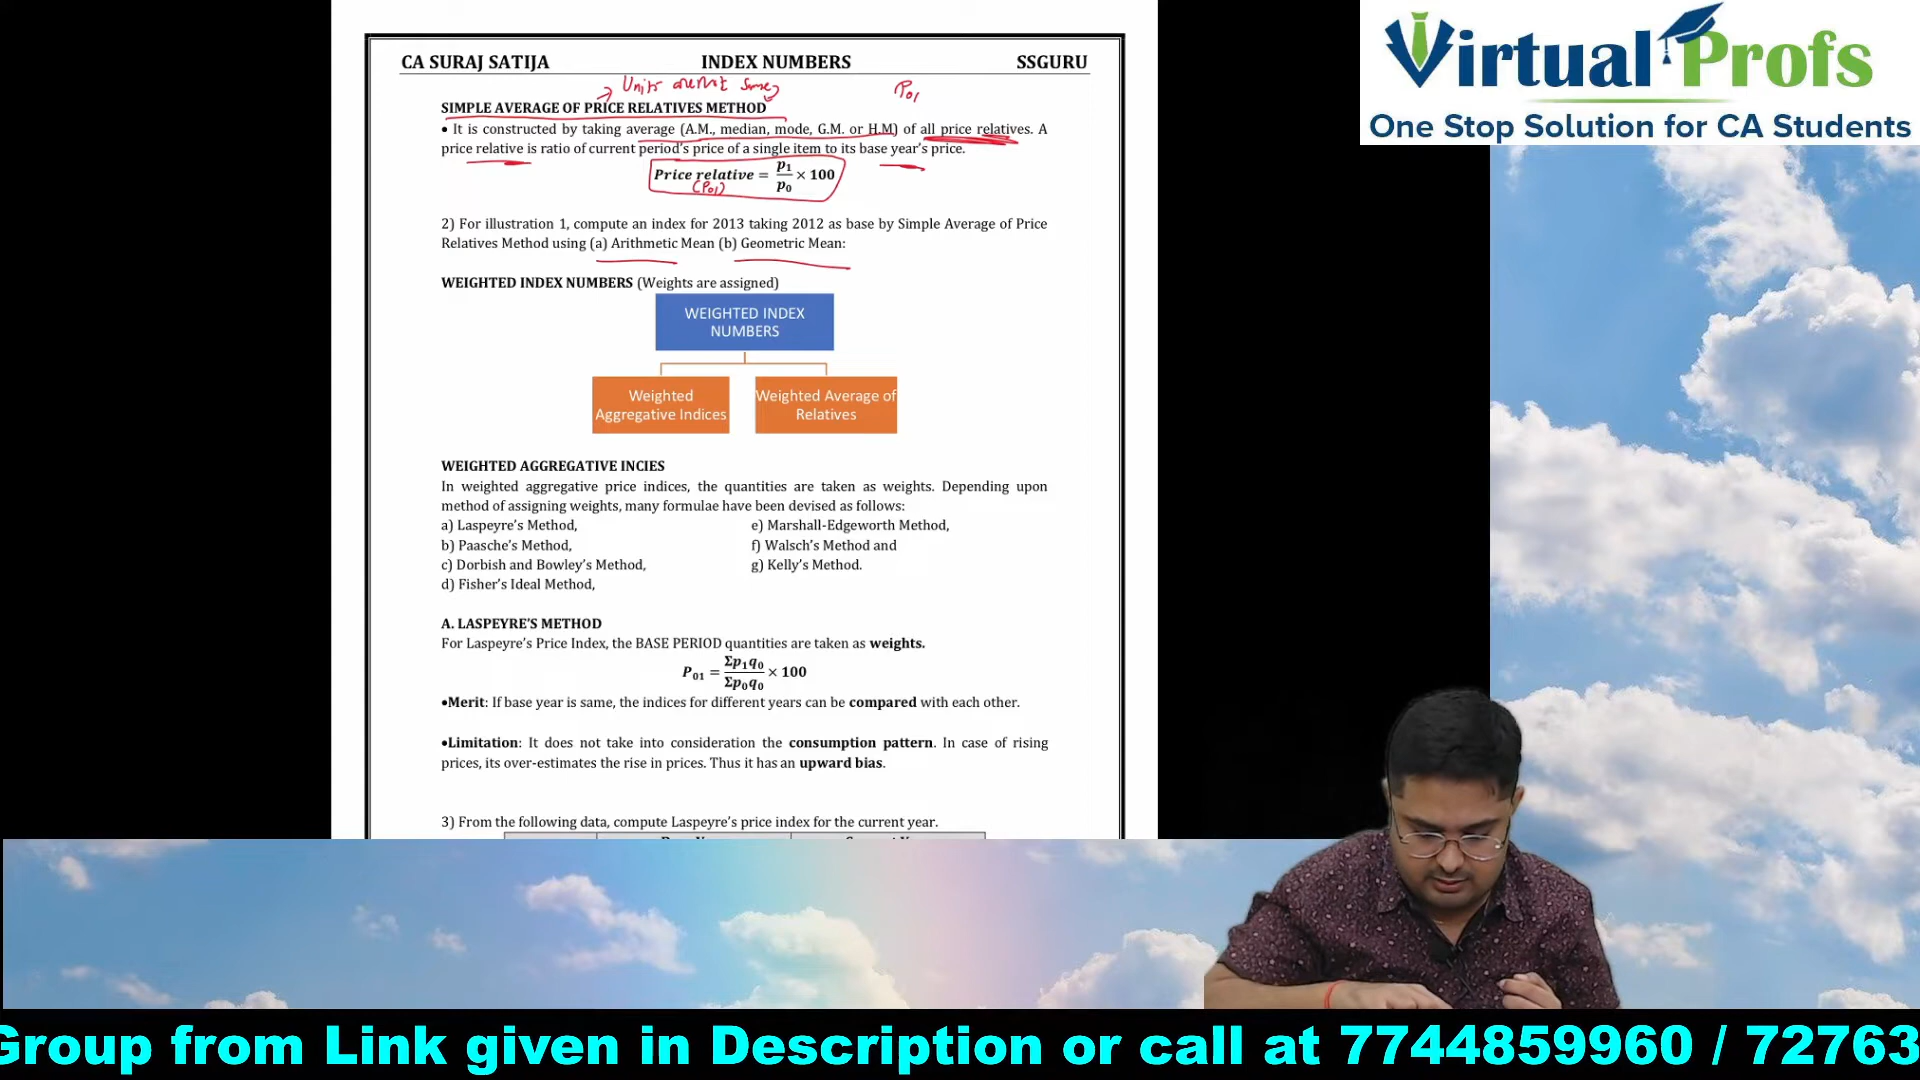 CA SURAJ SATIJA INDEX NUMBERS SSGURU
Units are not same
P01
SIMPLE AVERAGE OF PRICE RELATIVES METHOD
• It is constructed by taking average (A.M., median, mode, G.M. or H.M) of all price relatives. A
price relative is ratio of current period's price of a single item to its base year's price.
Price relative = p1/p0 × 100
(P01)
2) For illustration 1, compute an index for 2013 taking 2012 as base by Simple Average of Price
Relatives Method using (a) Arithmetic Mean (b) Geometric Mean:
WEIGHTED INDEX NUMBERS (Weights are assigned)
WEIGHTED INDEX
NUMBERS
Weighted
Aggregative Indices
Weighted Average of
Relatives
WEIGHTED AGGREGATIVE INCIES
In weighted aggregative price indices, the quantities are taken as weights. Depending upon
method of assigning weights, many formulae have been devised as follows:
a) Laspeyre's Method, e) Marshall-Edgeworth Method,
b) Paasche's Method, f) Walsch's Method and
c) Dorbish and Bowley's Method, g) Kelly's Method.
d) Fisher's Ideal Method,
A. LASPEYRE'S METHOD
For Laspeyre's Price Index, the BASE PERIOD quantities are taken as weights.
P01 = Σp1q0/Σp0q0 × 100
•Merit: If base year is same, the indices for different years can be compared with each other.
•Limitation: It does not take into consideration the consumption pattern. In case of rising
prices, its over-estimates the rise in prices. Thus it has an upward bias.
3) From the following data, compute Laspeyre's price index for the current year.
Virtual Profs
One Stop Solution for CA Students
Group from Link given in Description or call at 7744859960 / 72763